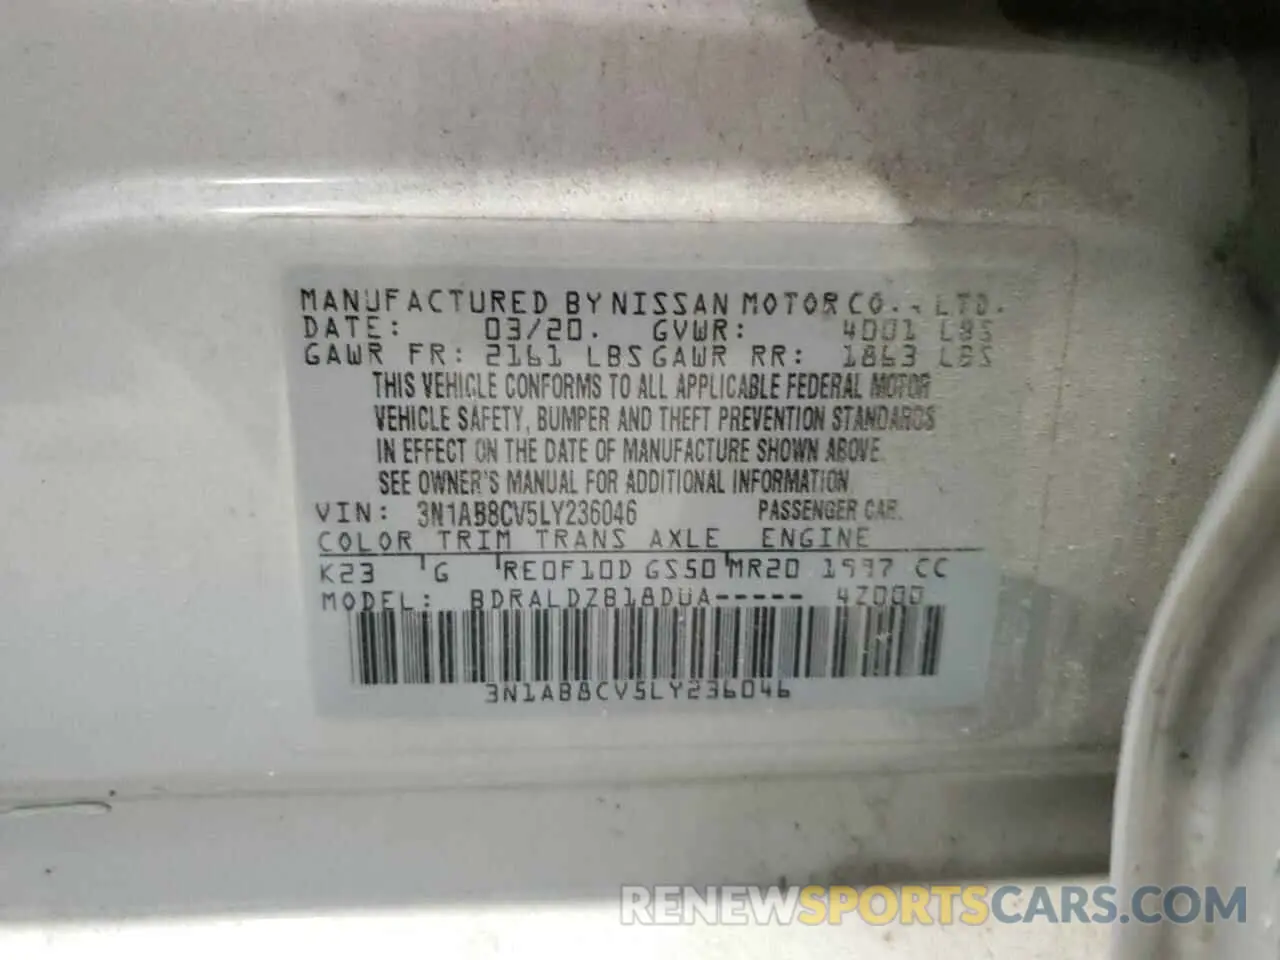 MANUFACTURED BY NISSAN MOTOR CO., LTD.
DATE: 03/20. GVWR: 4001 LBS
GAWR FR: 2161 LBS GAWR RR: 1863 LBS
THIS VEHICLE CONFORMS TO ALL APPLICABLE FEDERAL MOTOR
VEHICLE SAFETY, BUMPER AND THEFT PREVENTION STANDARDS
IN EFFECT ON THE DATE OF MANUFACTURE SHOWN ABOVE.
SEE OWNER'S MANUAL FOR ADDITIONAL INFORMATION.
VIN: 3N1AB8CV5LY236046 PASSENGER CAR.
COLOR TRIM TRANS AXLE ENGINE
K23 G RE0F10D GS50 MR20 1997 CC
MODEL: BDRALDZB18DUA----- 4Z000
3N1AB8CV5LY236046
RENEWSPORTSCARS.COM